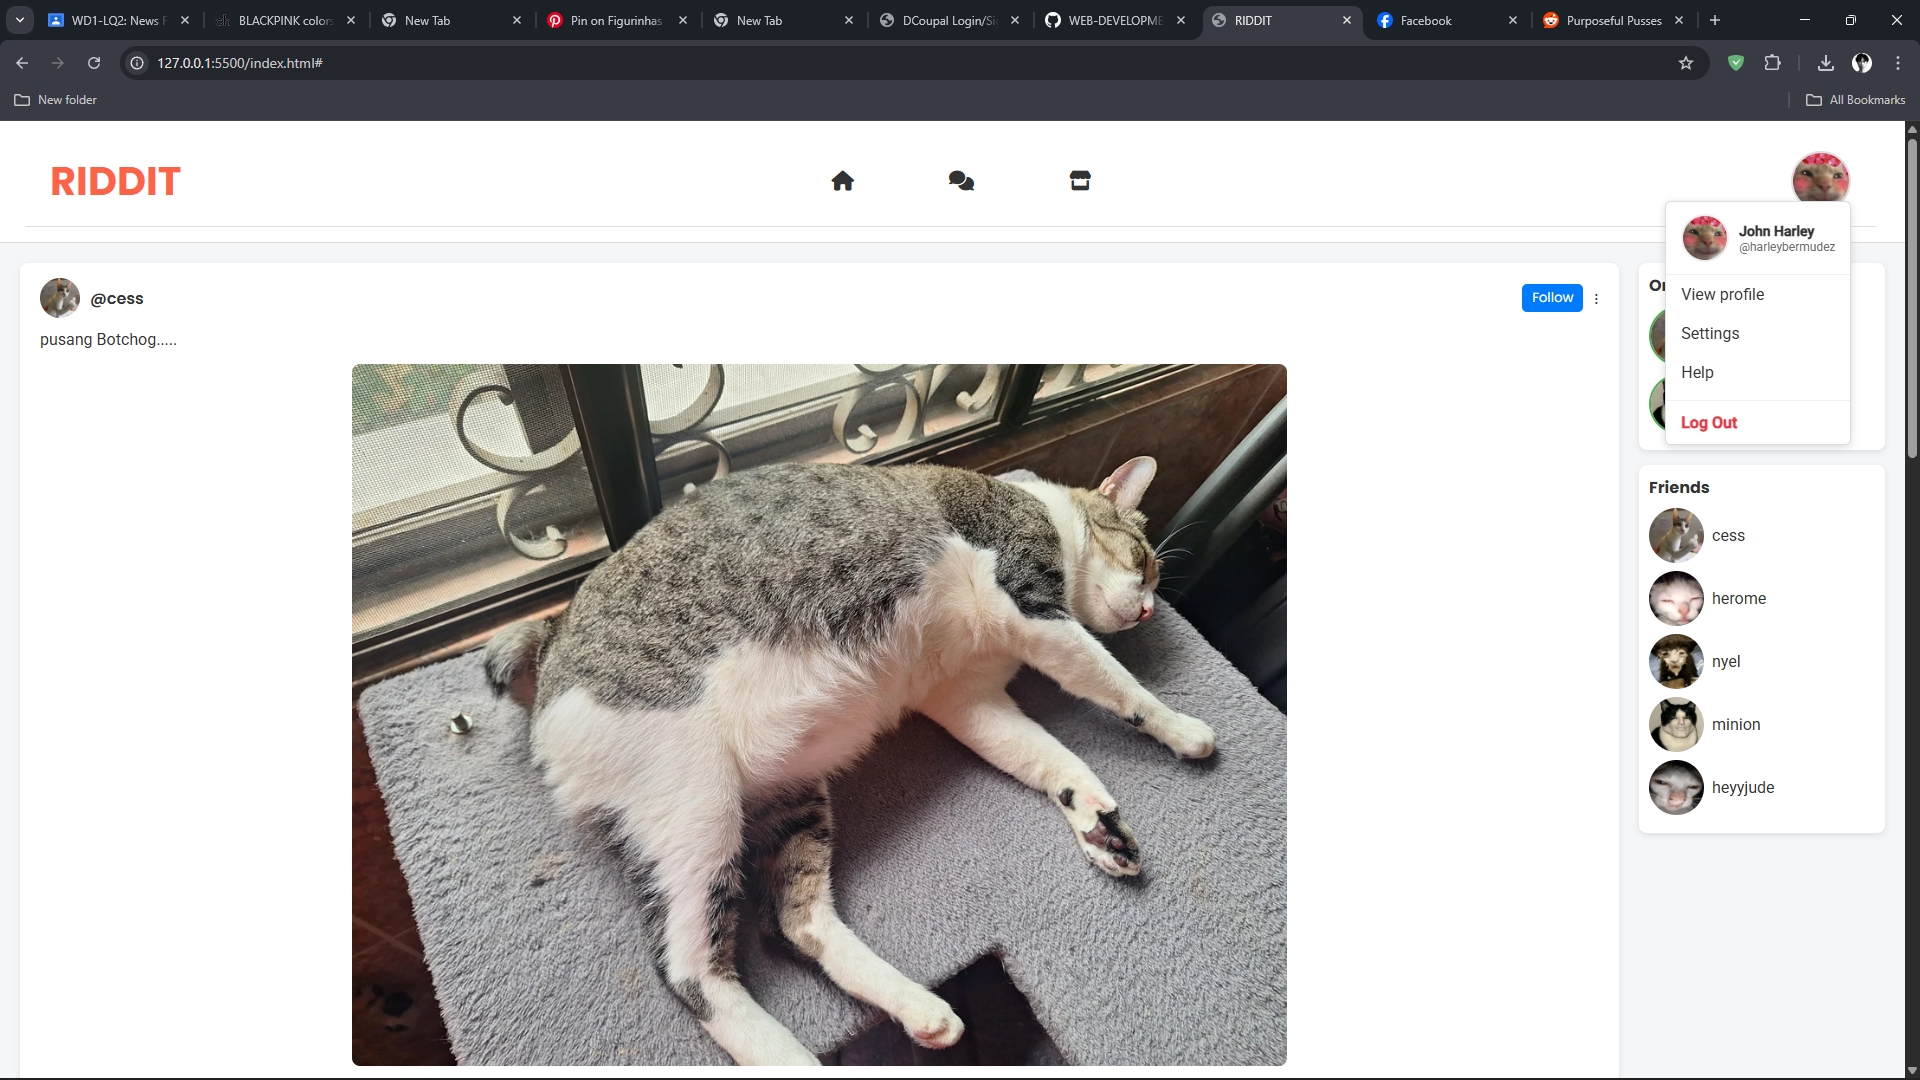 WD1-LQ2: News F
BLACKPINK colors
New Tab
Pin on Figurinhas
New Tab
DCoupal Login/Si
WEB-DEVELOPME
RIDDIT
Facebook
Purposeful Pusses
127.0.0.1:5500/index.html#
New folder
All Bookmarks
RIDDIT
John Harley
@harleybermudez
View profile
Settings
Help
Log Out
@cess
Follow
pusang Botchog.....
Friends
cess
herome
nyel
minion
heyyjude